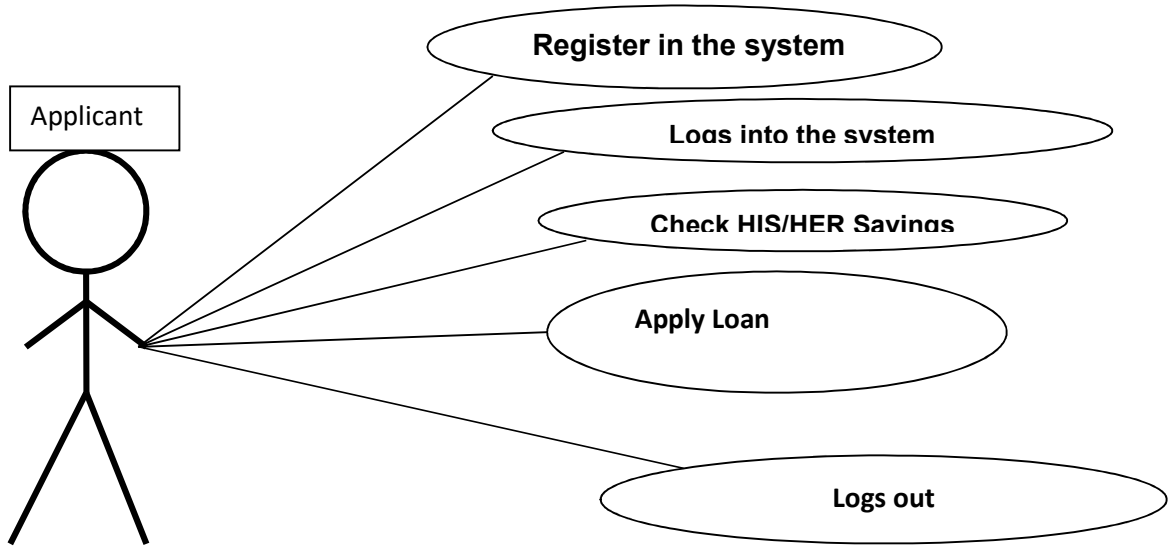 Register in the system
Applicant
Logs into the system
Check HIS/HER Savings
Apply Loan
Logs out